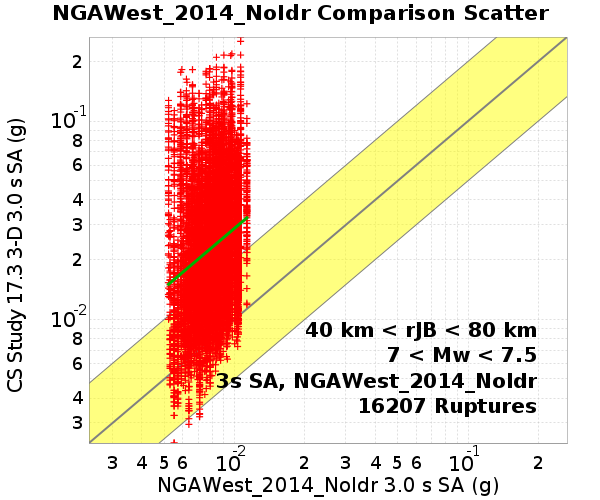 NGAWest_2014_NoIdr Comparison Scatter
CS Study 17.3 3-D 3.0 s SA (g)
2
10-1
8
6
4
3
2
10-2
8
6
4
3
40 km < rJB < 80 km
7 < Mw < 7.5
3s SA, NGAWest_2014_NoIdr
16207 Ruptures
3 4 5 6 10-2 2 3 4 5 6 10-1 2
NGAWest_2014_NoIdr 3.0 s SA (g)